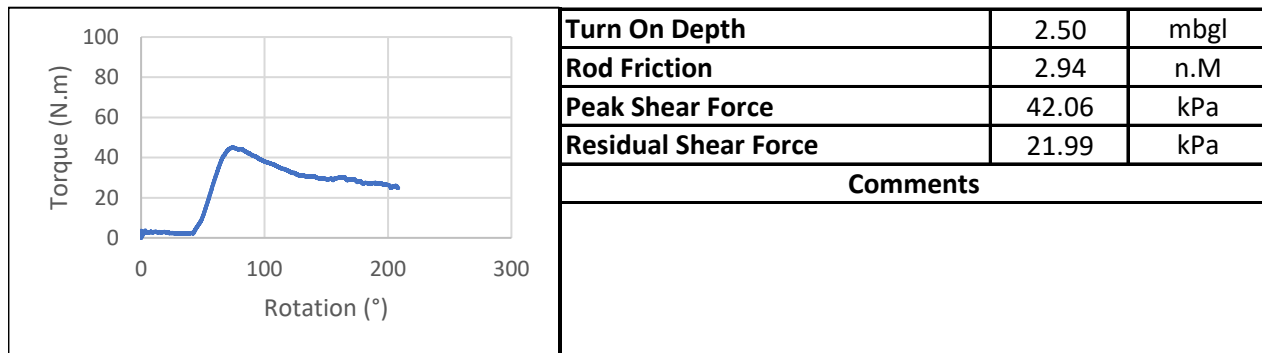 100
80
60
40
20
0
0 100 200 300
Torque (N.m)
Rotation (°)
Turn On Depth 2.50 mbgl
Rod Friction 2.94 n.M
Peak Shear Force 42.06 kPa
Residual Shear Force 21.99 kPa
Comments